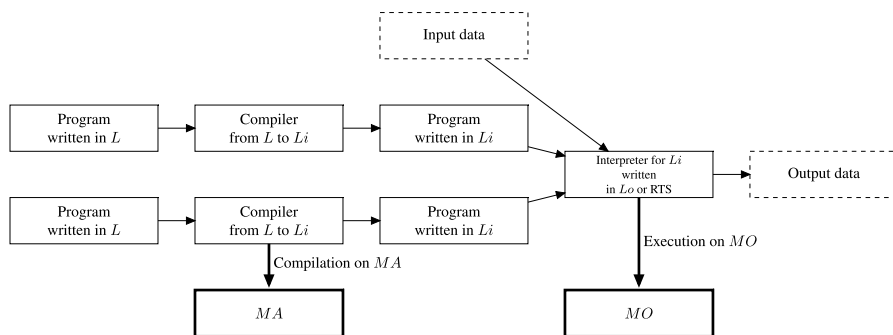 Input data
Program
written in L
Compiler
from L to Li
Program
written in Li
Interpreter for Li
written
in Lo or RTS
Output data
Program
written in L
Compiler
from L to Li
Program
written in Li
Compilation on MA
Execution on MO
MA
MO